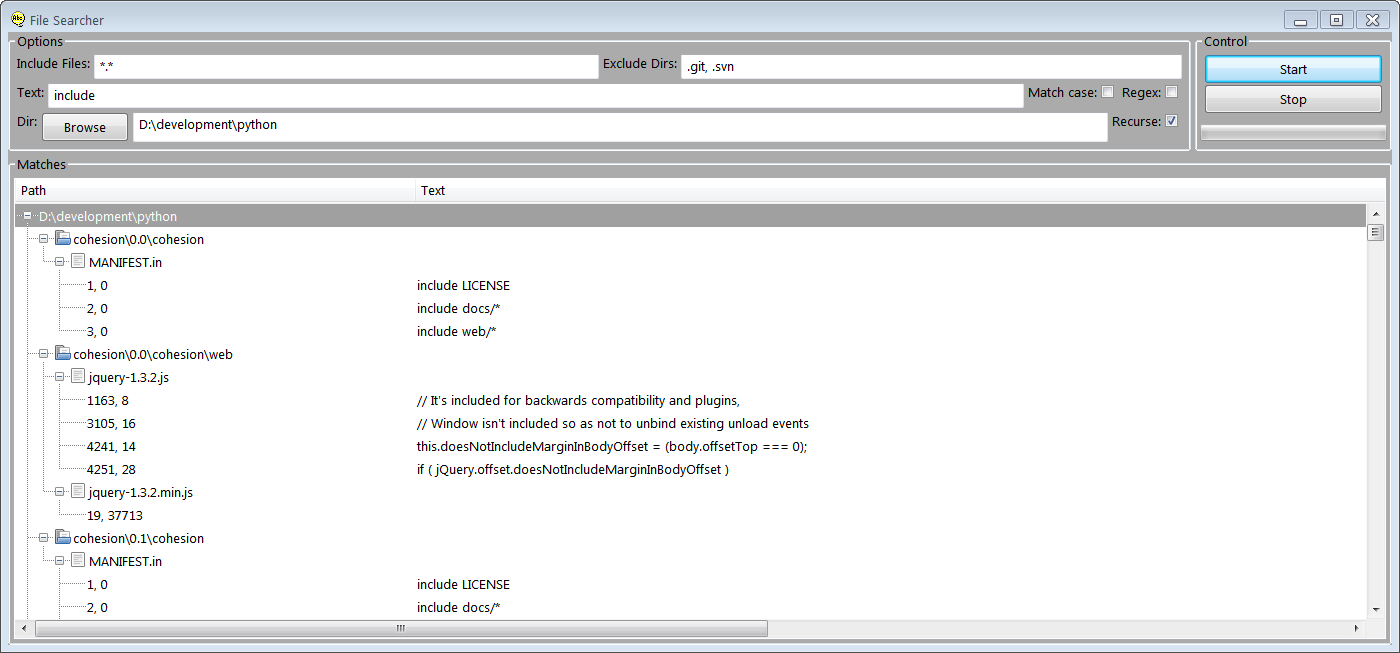 File Searcher
Options
Include Files: *.* Exclude Dirs: .git, .svn
Text: include Match case: Regex:
Dir: Browse D:\development\python Recurse:
Control
Start
Stop
Matches
Path Text
D:\development\python
cohesion\0.0\cohesion
MANIFEST.in
1, 0 include LICENSE
2, 0 include docs/*
3, 0 include web/*
cohesion\0.0\cohesion\web
jquery-1.3.2.js
1163, 8 // It's included for backwards compatibility and plugins,
3105, 16 // Window isn't included so as not to unbind existing unload events
4241, 14 this.doesNotIncludeMarginInBodyOffset = (body.offsetTop === 0);
4251, 28 if ( jQuery.offset.doesNotIncludeMarginInBodyOffset )
jquery-1.3.2.min.js
19, 37713
cohesion\0.1\cohesion
MANIFEST.in
1, 0 include LICENSE
2, 0 include docs/*